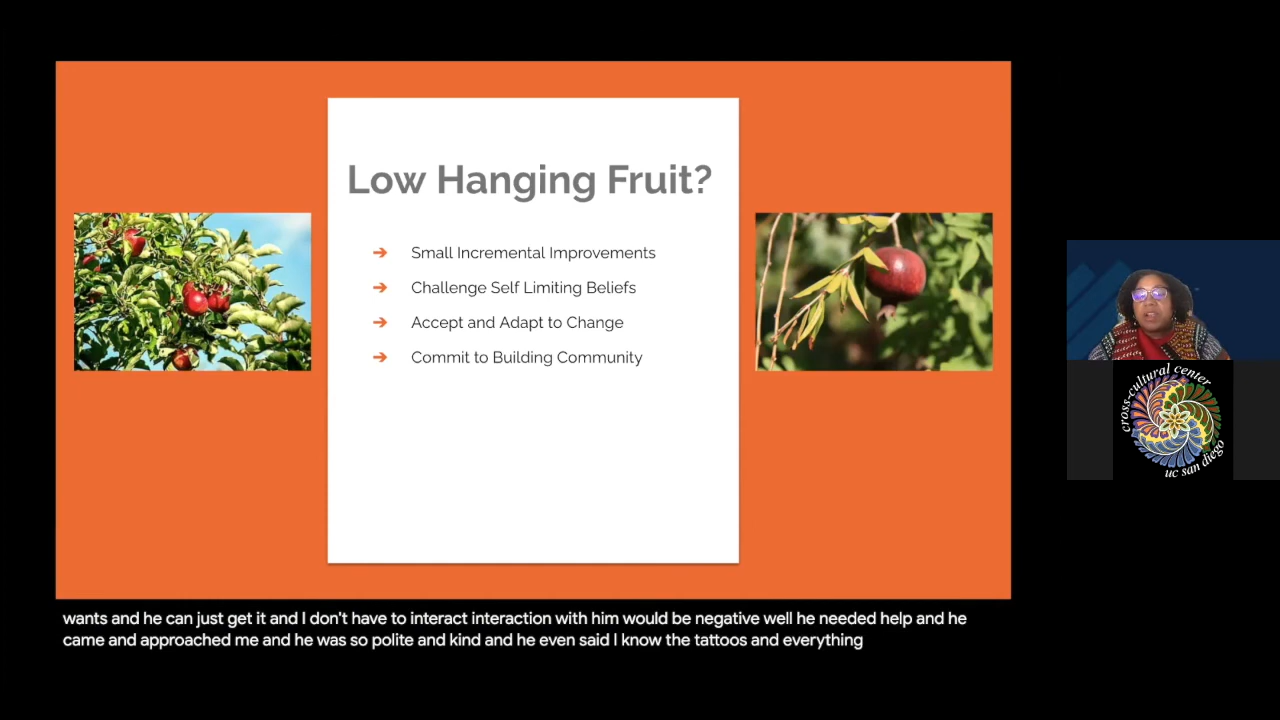 Low Hanging Fruit?
➔ Small Incremental Improvements
➔ Challenge Self Limiting Beliefs
➔ Accept and Adapt to Change
➔ Commit to Building Community
cross-cultural center
uc san diego
wants and he can just get it and I don't have to interact interaction with him would be negative well he needed help and he
came and approached me and he was so polite and kind and he even said I know the tattoos and everything